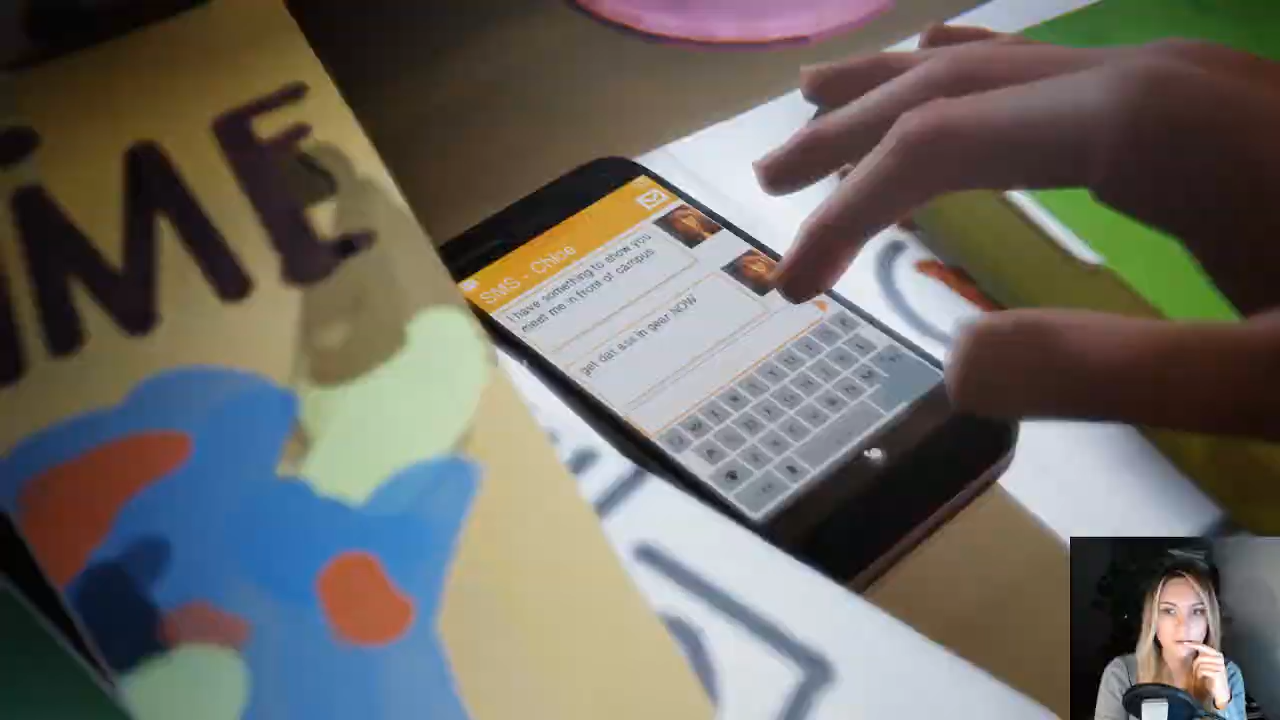 IME
SMS - Chloe
I have something to show you
meet me in front of campus
get dat ass in gear NOW